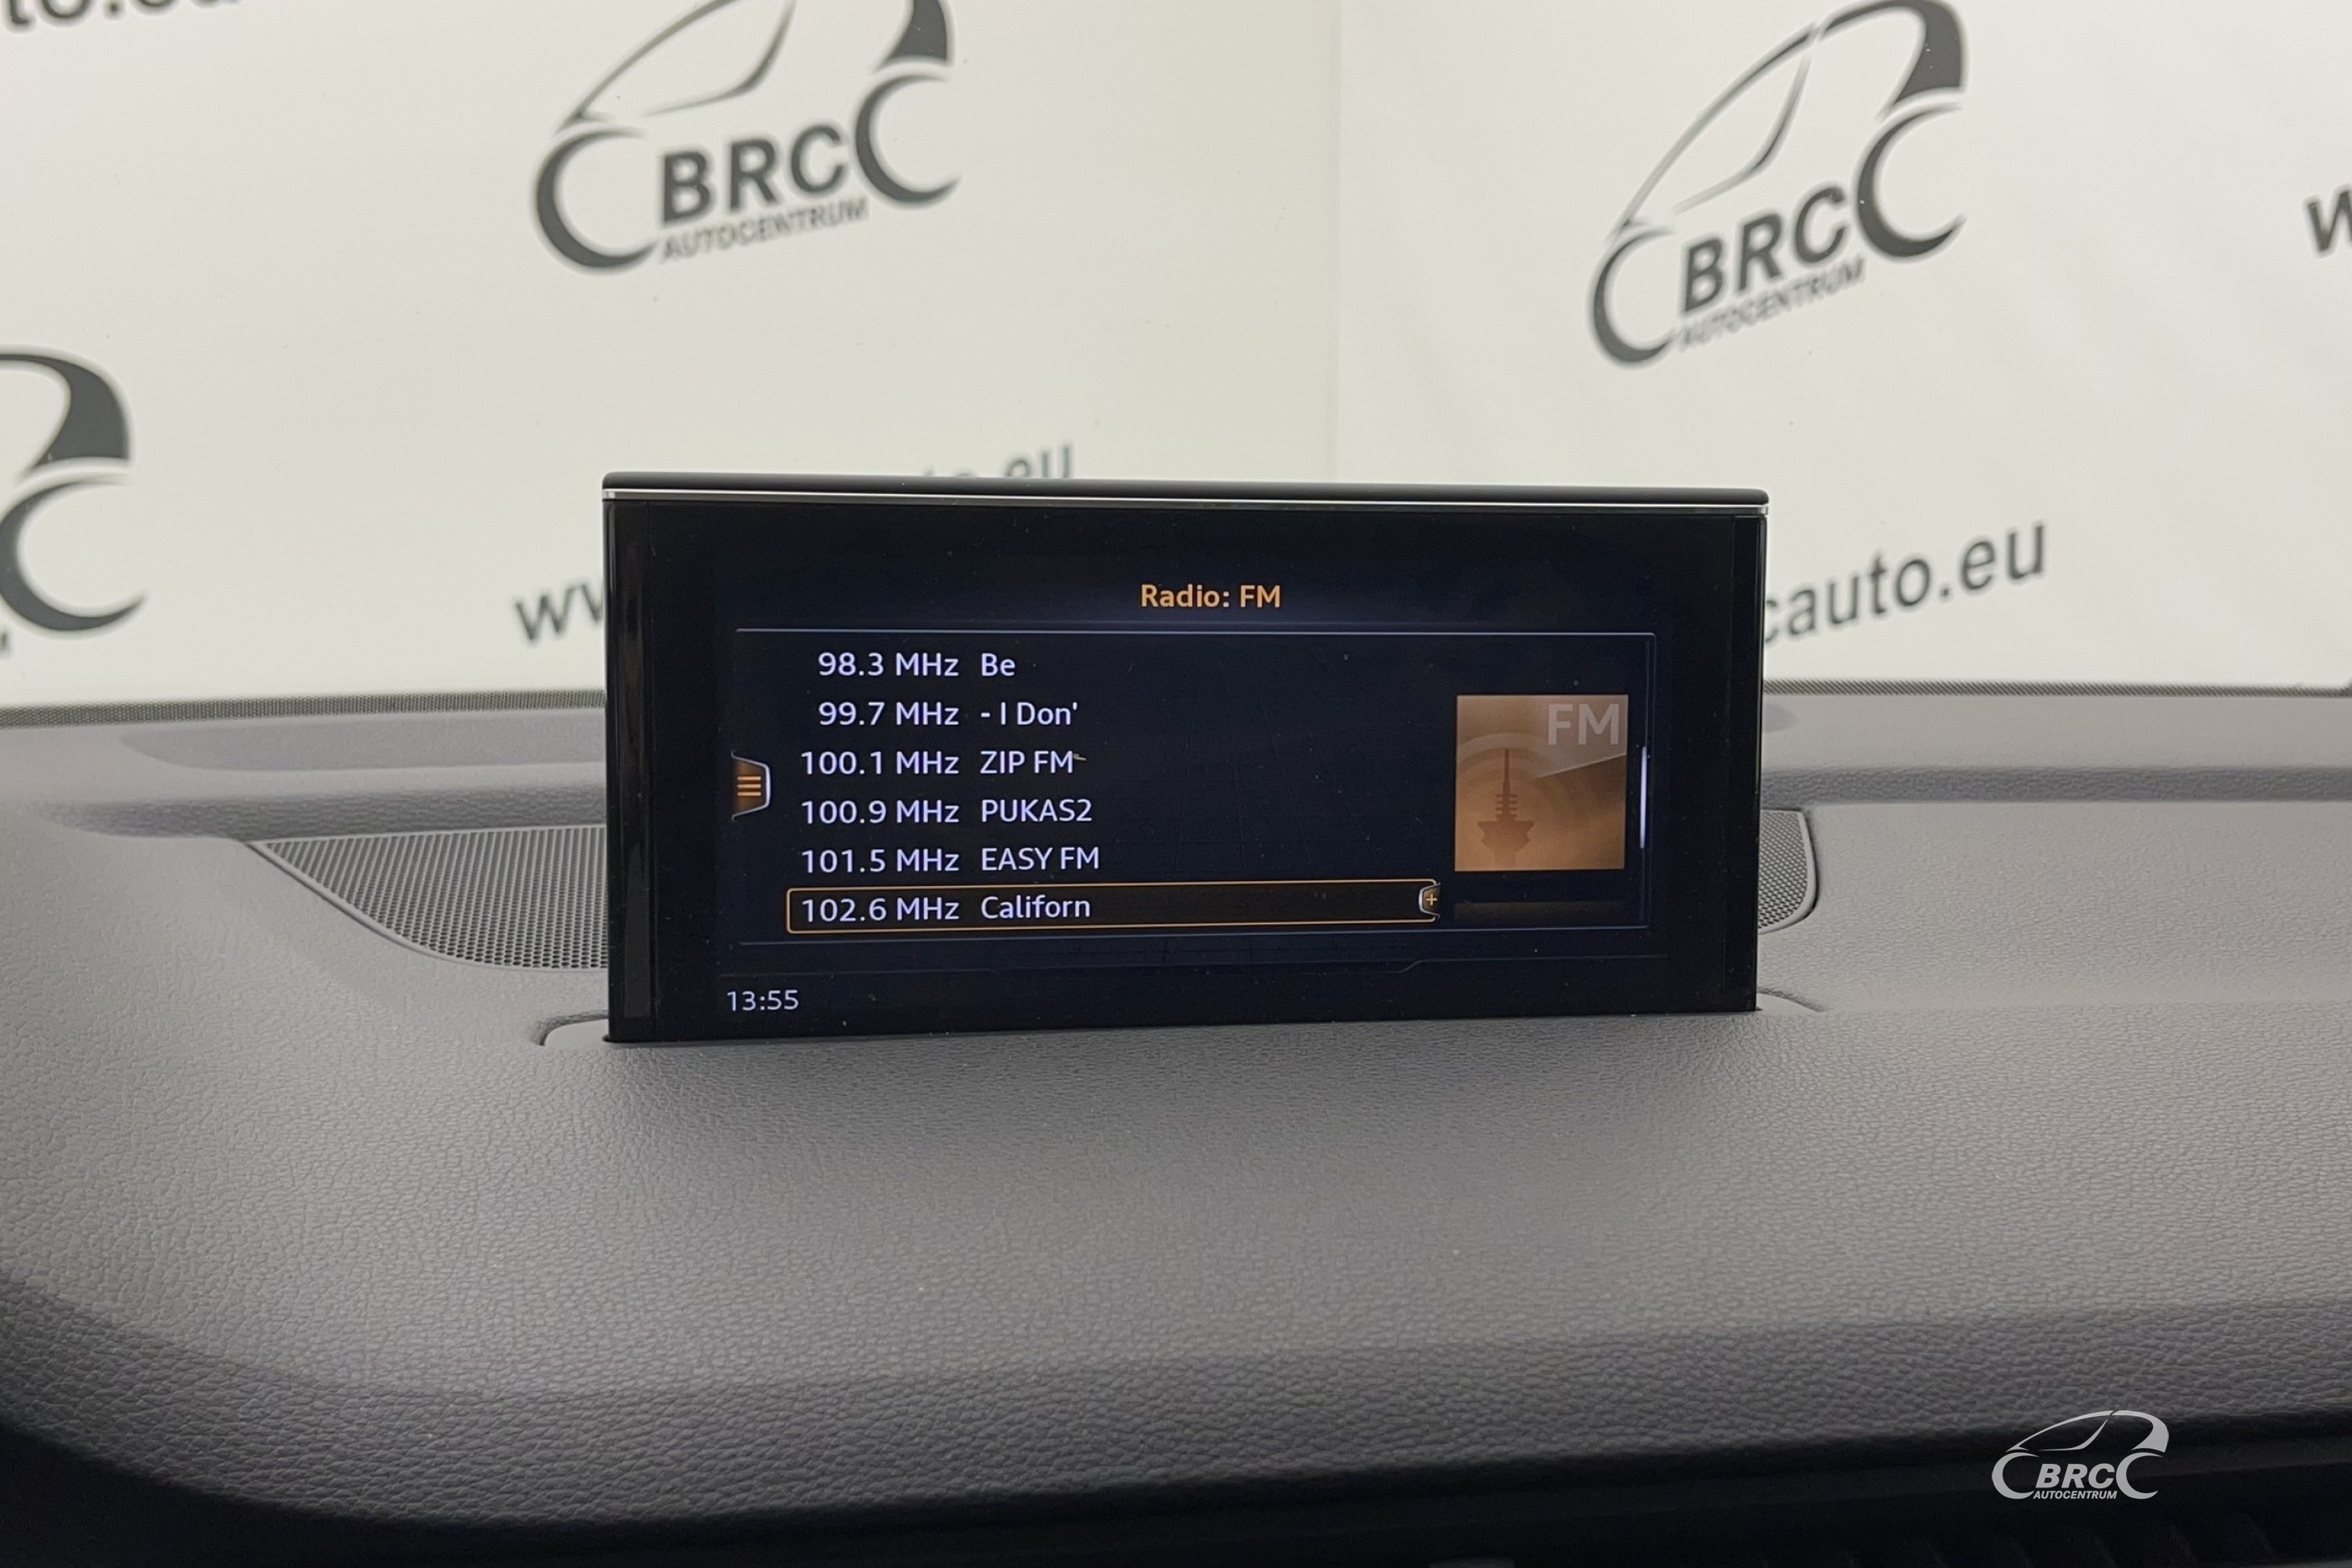 to.eu
BRC
AUTOCENTRUM
BRC
AUTOCENTRUM
Radio: FM
98.3 MHz Be
99.7 MHz - I Don'
100.1 MHz ZIP FM
100.9 MHz PUKAS2
101.5 MHz EASY FM
102.6 MHz Californ
FM
13:55
cauto.eu
BRC
AUTOCENTRUM